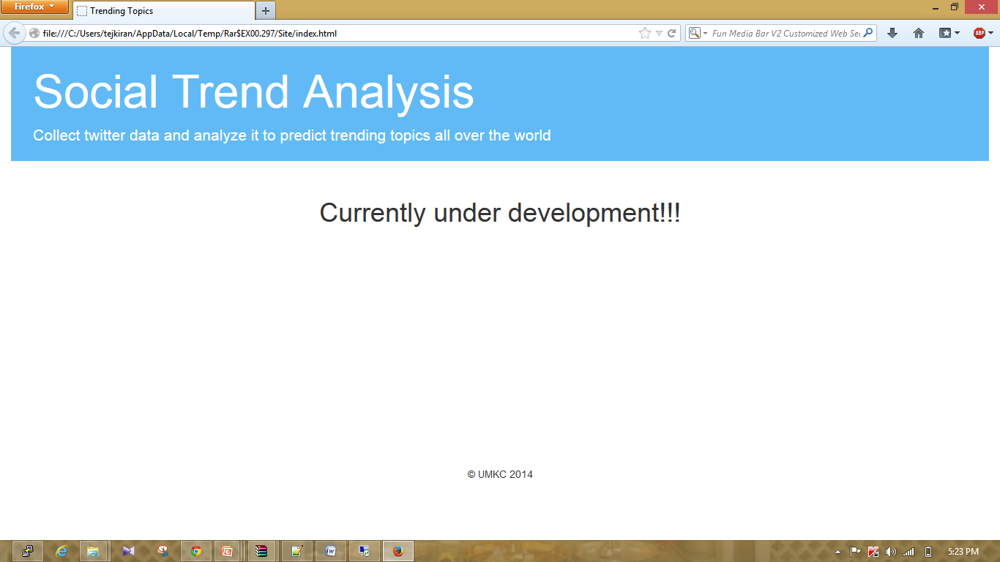 Firefox
Trending Topics
file:///C:/Users/tejkiran/AppData/Local/Temp/Rar$EX00.297/Site/index.html
Fun Media Bar V2 Customized Web Se
ABP
Social Trend Analysis
Collect twitter data and analyze it to predict trending topics all over the world
Currently under development!!!
© UMKC 2014
5:23 PM